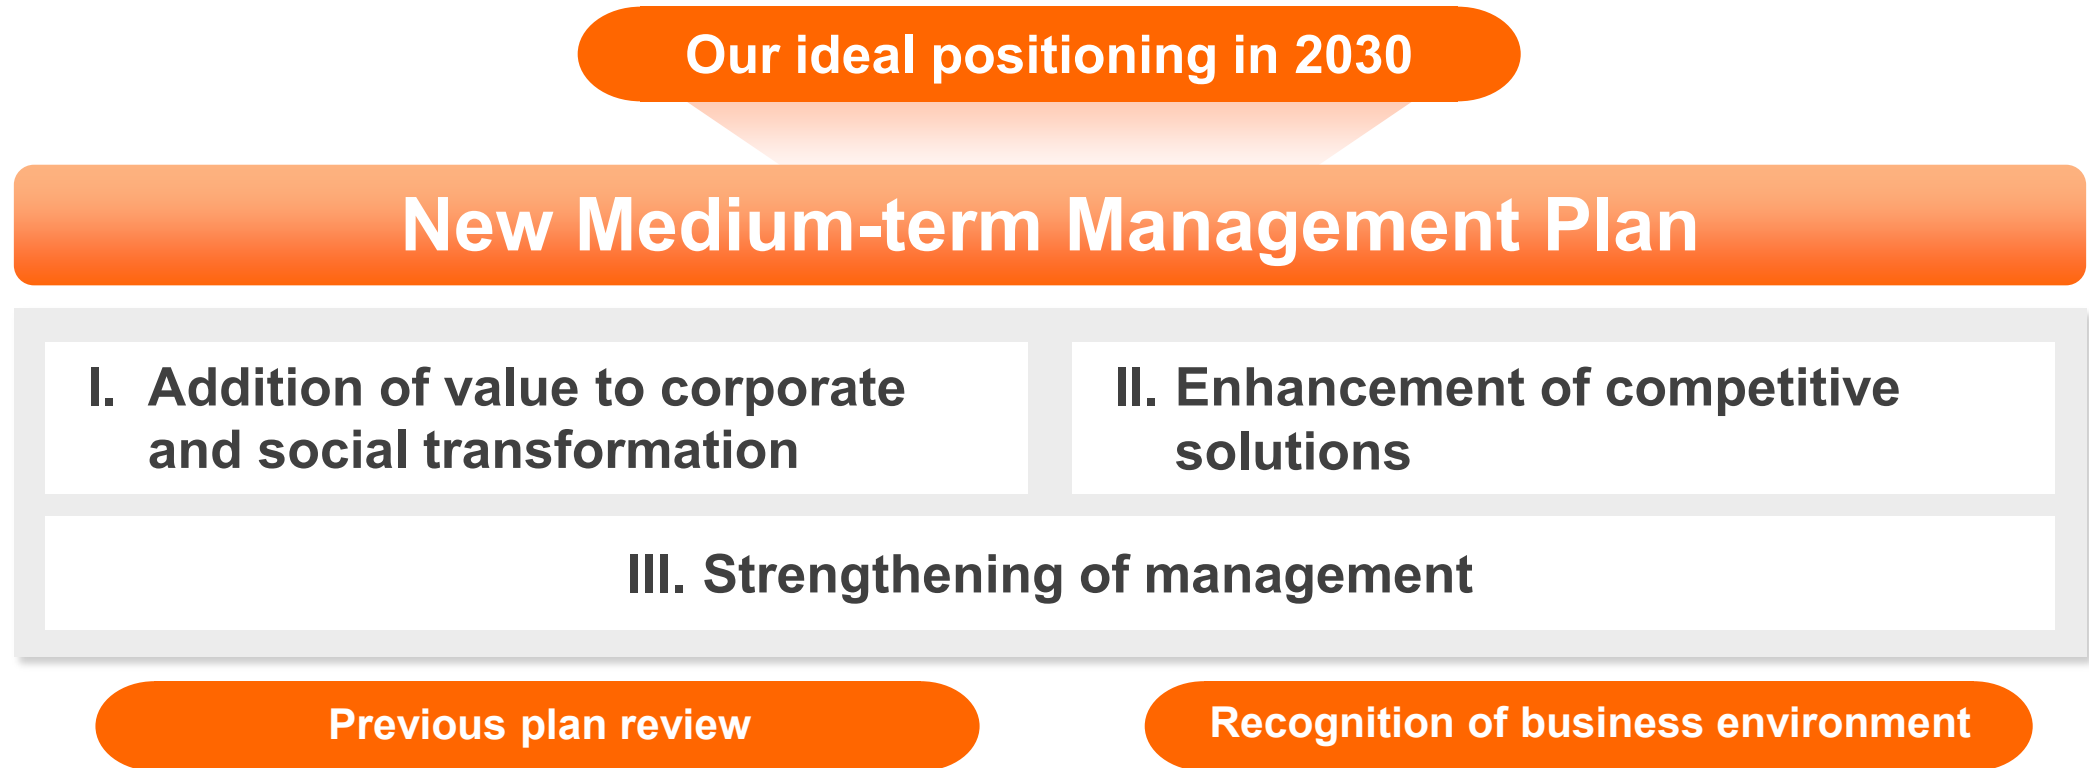 Our ideal positioning in 2030
New Medium-term Management Plan
I. Addition of value to corporate
and social transformation
II. Enhancement of competitive
solutions
III. Strengthening of management
Previous plan review
Recognition of business environment